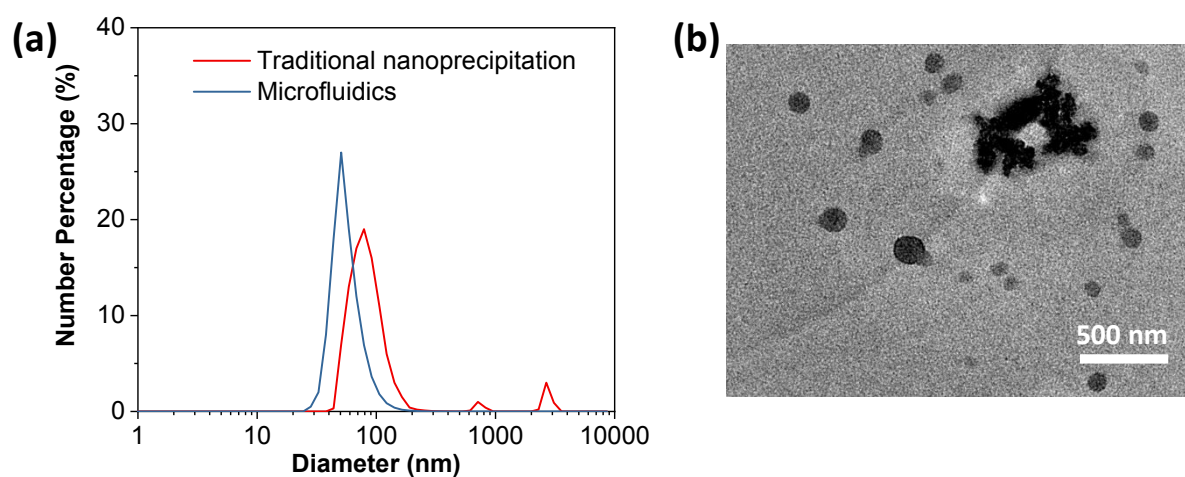 (a)
40
30
20
10
0
Number Percentage (%)
Traditional nanoprecipitation
Microfluidics
1
10
100
1000
10000
Diameter (nm)
(b)
500 nm